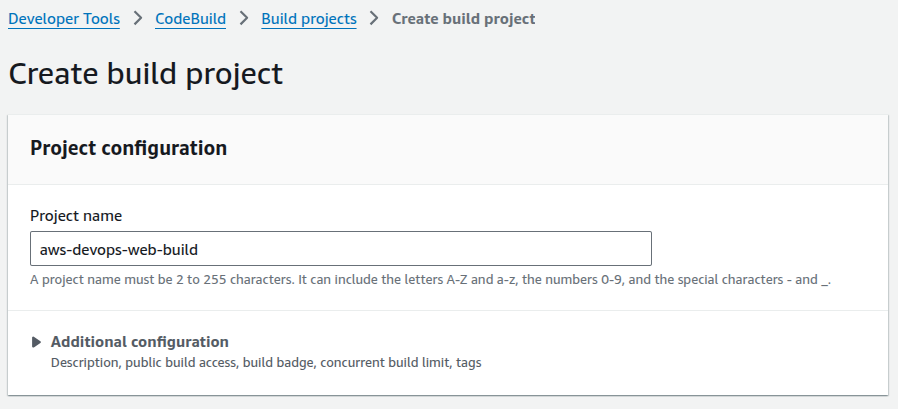 Developer Tools > CodeBuild > Build projects > Create build project
Create build project
Project configuration
Project name
aws-devops-web-build
A project name must be 2 to 255 characters. It can include the letters A-Z and a-z, the numbers 0-9, and the special characters - and _.
Additional configuration
Description, public build access, build badge, concurrent build limit, tags